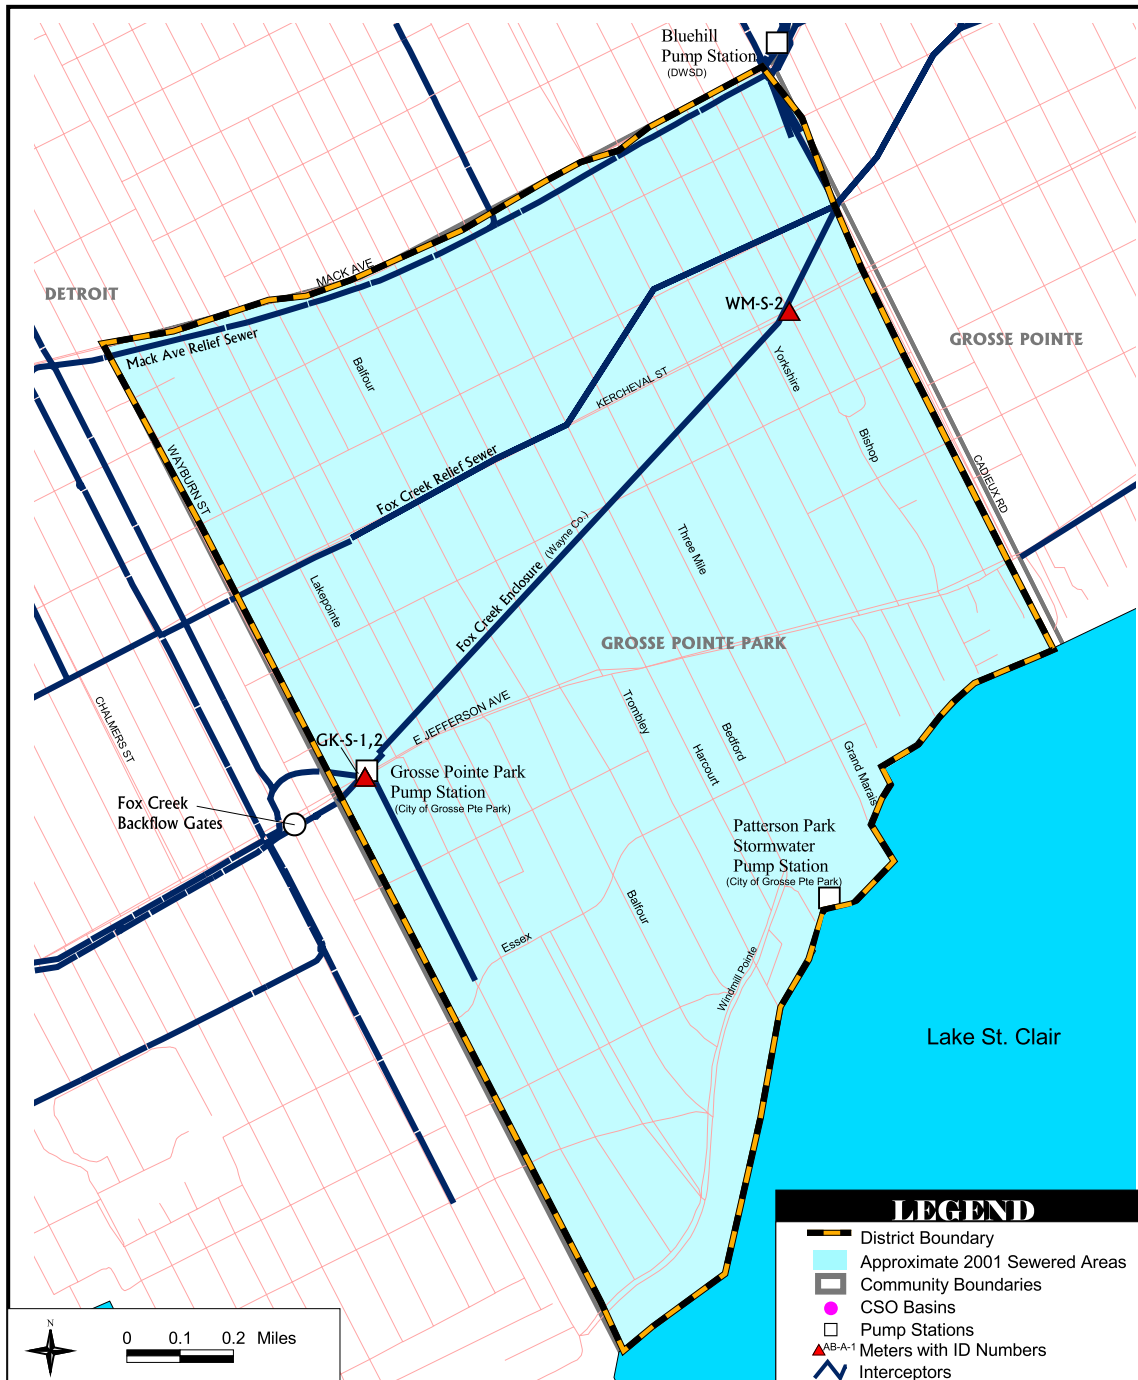 Bluehill
Pump Station
(DWSD)
MACK AVE
DETROIT
Mack Ave Relief Sewer
WM-S-2
GROSSE POINTE
Balfour
Yorkshire
KERCHEVAL ST
Bishop
WAYBURN ST
Fox Creek Relief Sewer
CADIEUX RD
Fox Creek Enclosure (Wayne Co.)
Three Mile
Lakepointe
GROSSE POINTE PARK
CHALMERS ST
E JEFFERSON AVE
Trombley
Bedford
Harcourt
Grand Marais
GK-S-1,2
Grosse Pointe Park
Pump Station
(City of Grosse Pte Park)
Fox Creek
Backflow Gates
Patterson Park
Stormwater
Pump Station
(City of Grosse Pte Park)
Balfour
Essex
Windmill Pointe
Lake St. Clair
LEGEND
District Boundary
Approximate 2001 Sewered Areas
Community Boundaries
CSO Basins
Pump Stations
AB-A-1 Meters with ID Numbers
Interceptors
N
0 0.1 0.2 Miles